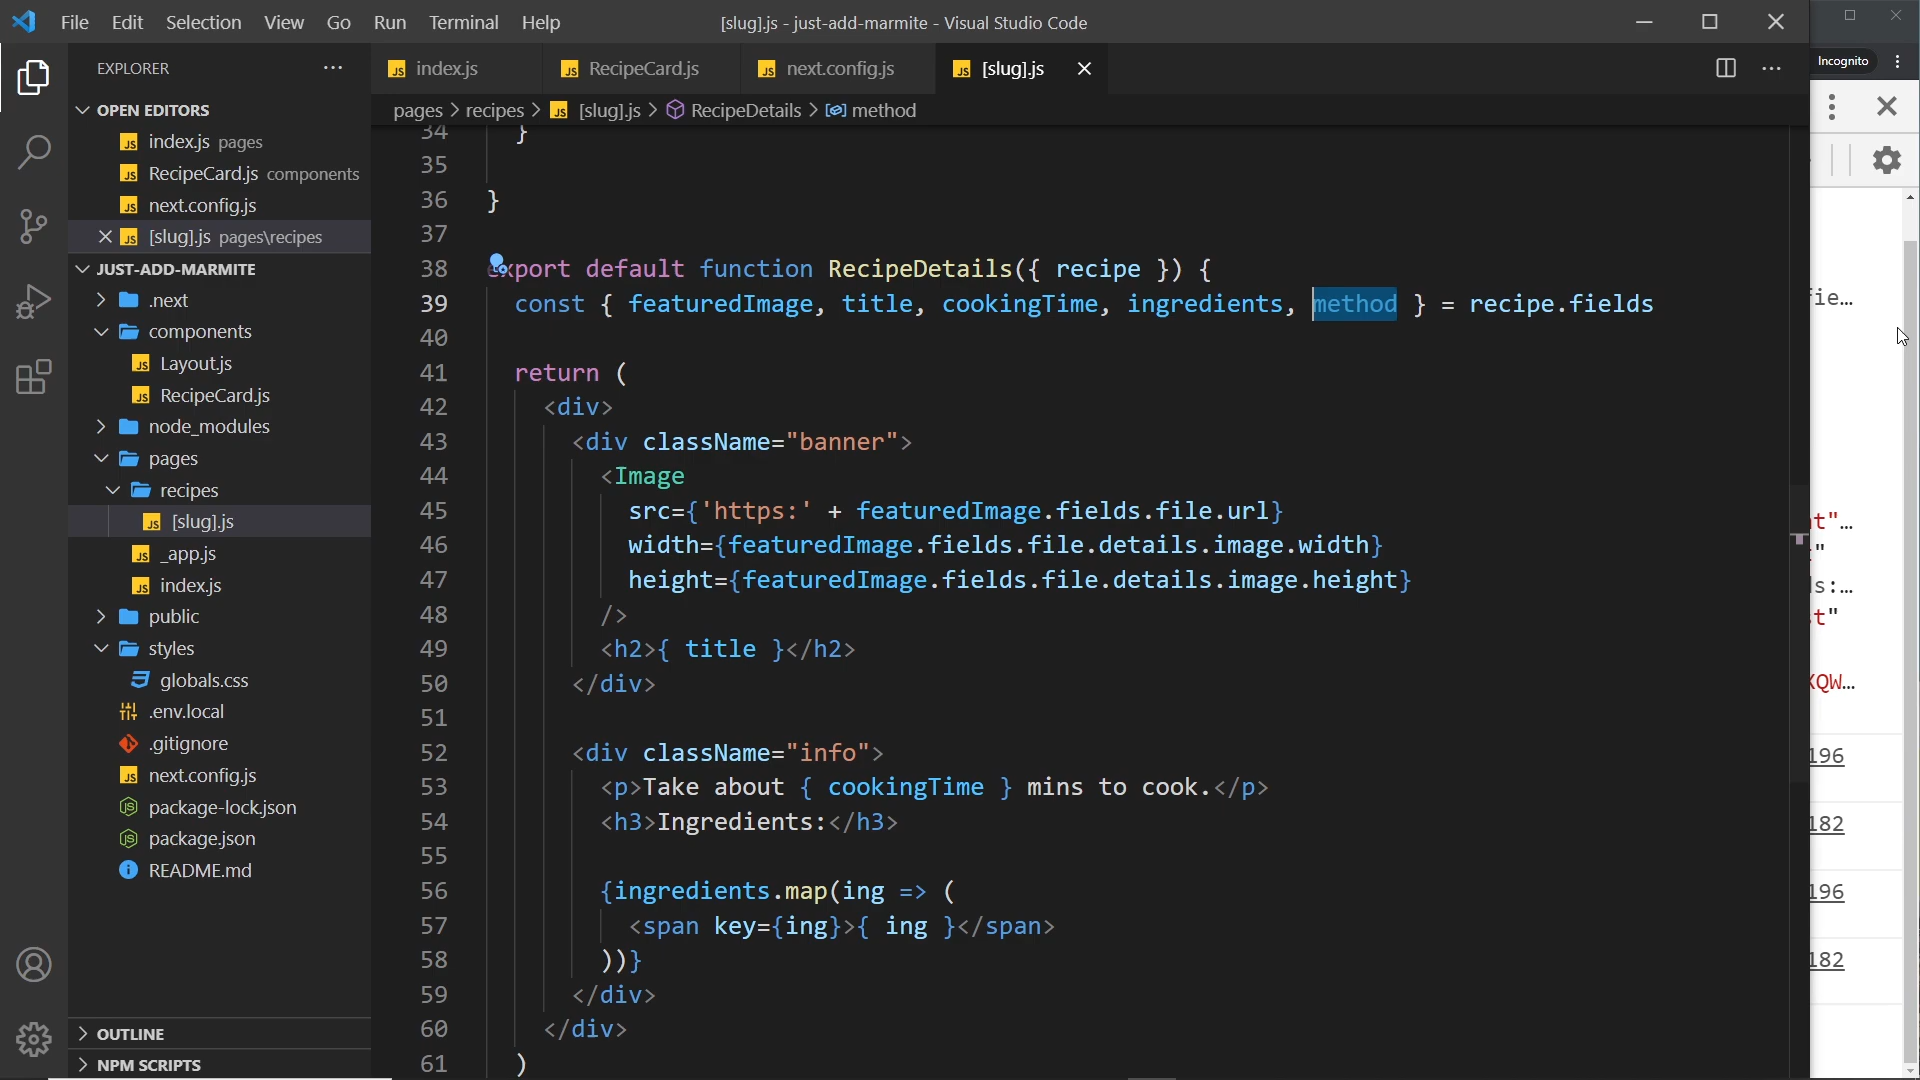 File Edit Selection View Go Run Terminal Help
[slug].js - just-add-marmite - Visual Studio Code
Incognito
EXPLORER
OPEN EDITORS
index.js pages
RecipeCard.js components
next.config.js
[slug].js pages\recipes
JUST-ADD-MARMITE
.next
components
Layout.js
RecipeCard.js
node_modules
pages
recipes
[slug].js
_app.js
index.js
public
styles
globals.css
.env.local
.gitignore
next.config.js
package-lock.json
package.json
README.md
OUTLINE
NPM SCRIPTS
index.js RecipeCard.js next.config.js [slug].js
pages > recipes > [slug].js > RecipeDetails > method
34 }
35
36 }
37
38 export default function RecipeDetails({ recipe }) {
39 const { featuredImage, title, cookingTime, ingredients, method } = recipe.fields
40
41 return (
42 <div>
43 <div className="banner">
44 <Image
45 src={'https:' + featuredImage.fields.file.url}
46 width={featuredImage.fields.file.details.image.width}
47 height={featuredImage.fields.file.details.image.height}
48 />
49 <h2>{ title }</h2>
50 </div>
51
52 <div className="info">
53 <p>Take about { cookingTime } mins to cook.</p>
54 <h3>Ingredients:</h3>
55
56 {ingredients.map(ing => (
57 <span key={ing}>{ ing }</span>
58 ))}
59 </div>
60 </div>
61 )
ie…
t"…
"
s:…
t"
XQW…
196
182
196
182